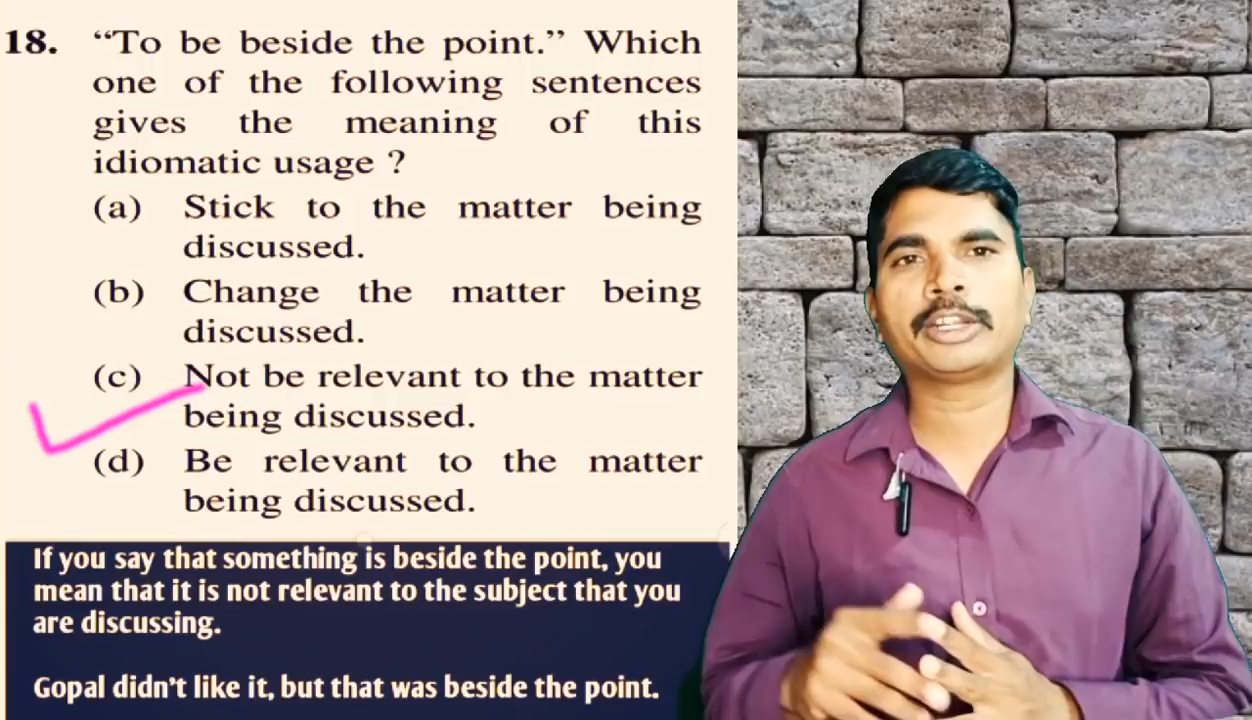 18. “To be beside the point.” Which
one of the following sentences
gives the meaning of this
idiomatic usage ?
(a) Stick to the matter being
discussed.
(b) Change the matter being
discussed.
(c) Not be relevant to the matter
being discussed.
(d) Be relevant to the matter
being discussed.
If you say that something is beside the point, you
mean that it is not relevant to the subject that you
are discussing.
Gopal didn’t like it, but that was beside the point.